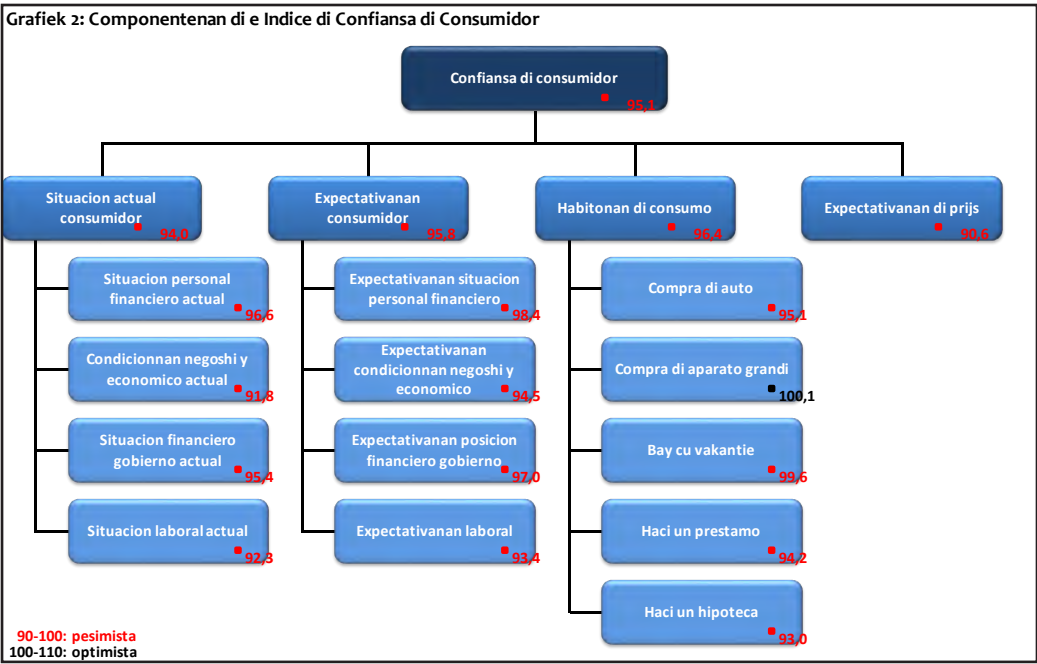 Grafiek 2: Componentenan di e Indice di Confiansa di Consumidor
Confiansa di consumidor
95,1
Situacion actual
consumidor
94,0
Situacion personal
financiero actual
96,6
Condicionnan negoshi y
economico actual
91,8
Situacion financiero
gobierno actual
95,4
Situacion laboral actual
92,3
Expectativanan
consumidor
95,8
Expectativanan situacion
personal financiero
98,4
Expectativanan
condicionnan negoshi y
economico
94,5
Expectativanan posicion
financiero gobierno
97,0
Expectativanan laboral
93,4
Habitonan di consumo
96,4
Compra di auto
95,1
Compra di aparato grandi
100,1
Bay cu vakantie
99,6
Haci un prestamo
94,2
Haci un hipoteca
93,0
Expectativanan di prijs
90,6
90-100: pesimista
100-110: optimista